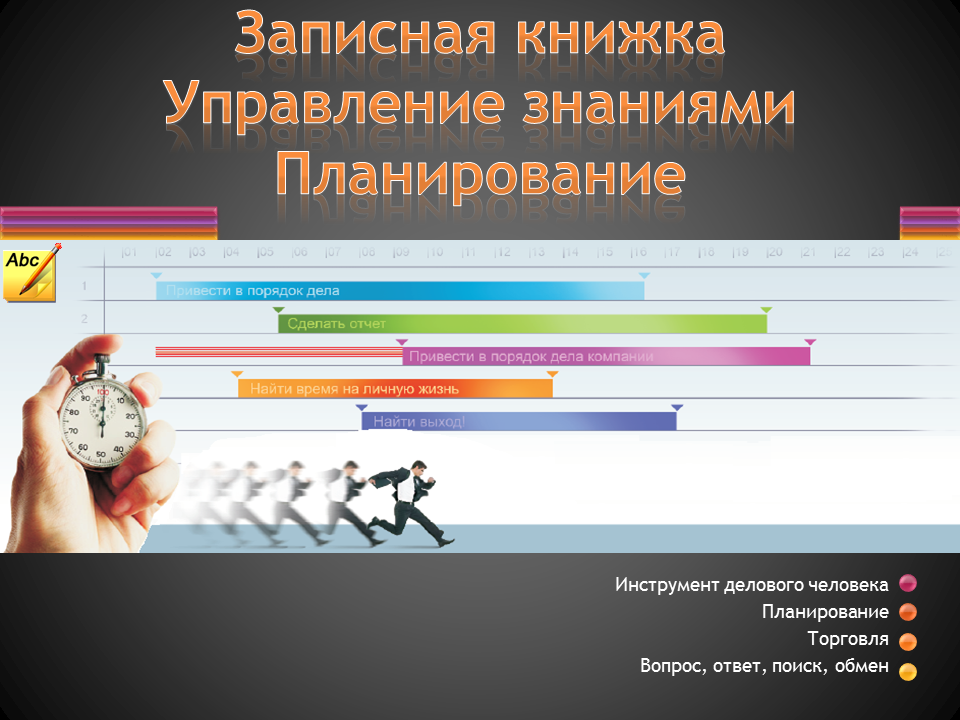 Записная книжка
Управление знаниями
Планирование
Abc
|01 |02 |03 |04 |05 |06 |07 |08 |09 |10 |11 |12 |13 |14 |15 |16 |17 |18 |19 |20 |21 |22 |23 |24
1 Привести в порядок дела
2 Сделать отчет
Привести в порядок дела компании
Найти время на личную жизнь
Найти выход!
100
Инструмент делового человека
Планирование
Торговля
Вопрос, ответ, поиск, обмен